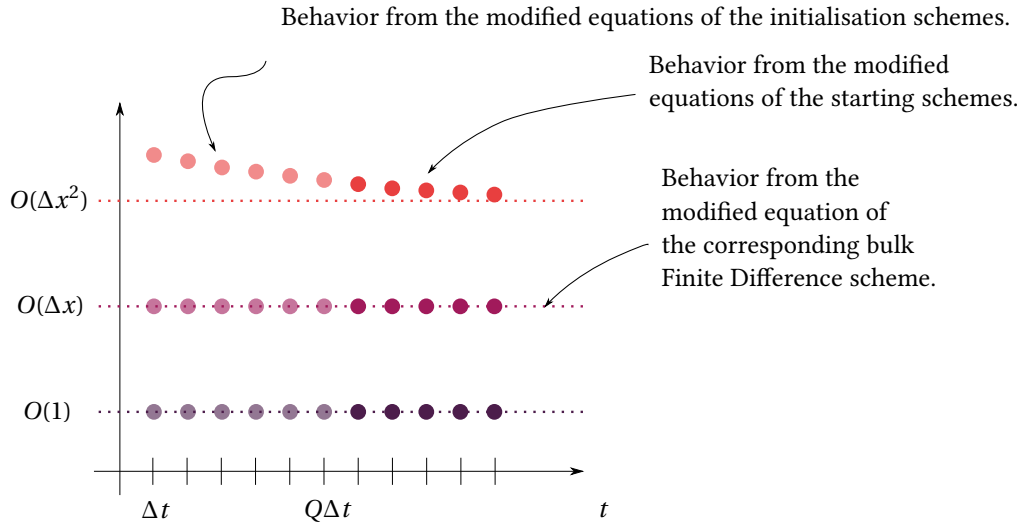 Behavior from the modified equations of the initialisation schemes.
Behavior from the modified
equations of the starting schemes.
Behavior from the
modified equation of
the corresponding bulk
Finite Difference scheme.
O(Δx²)
O(Δx)
O(1)
Δt
QΔt
t